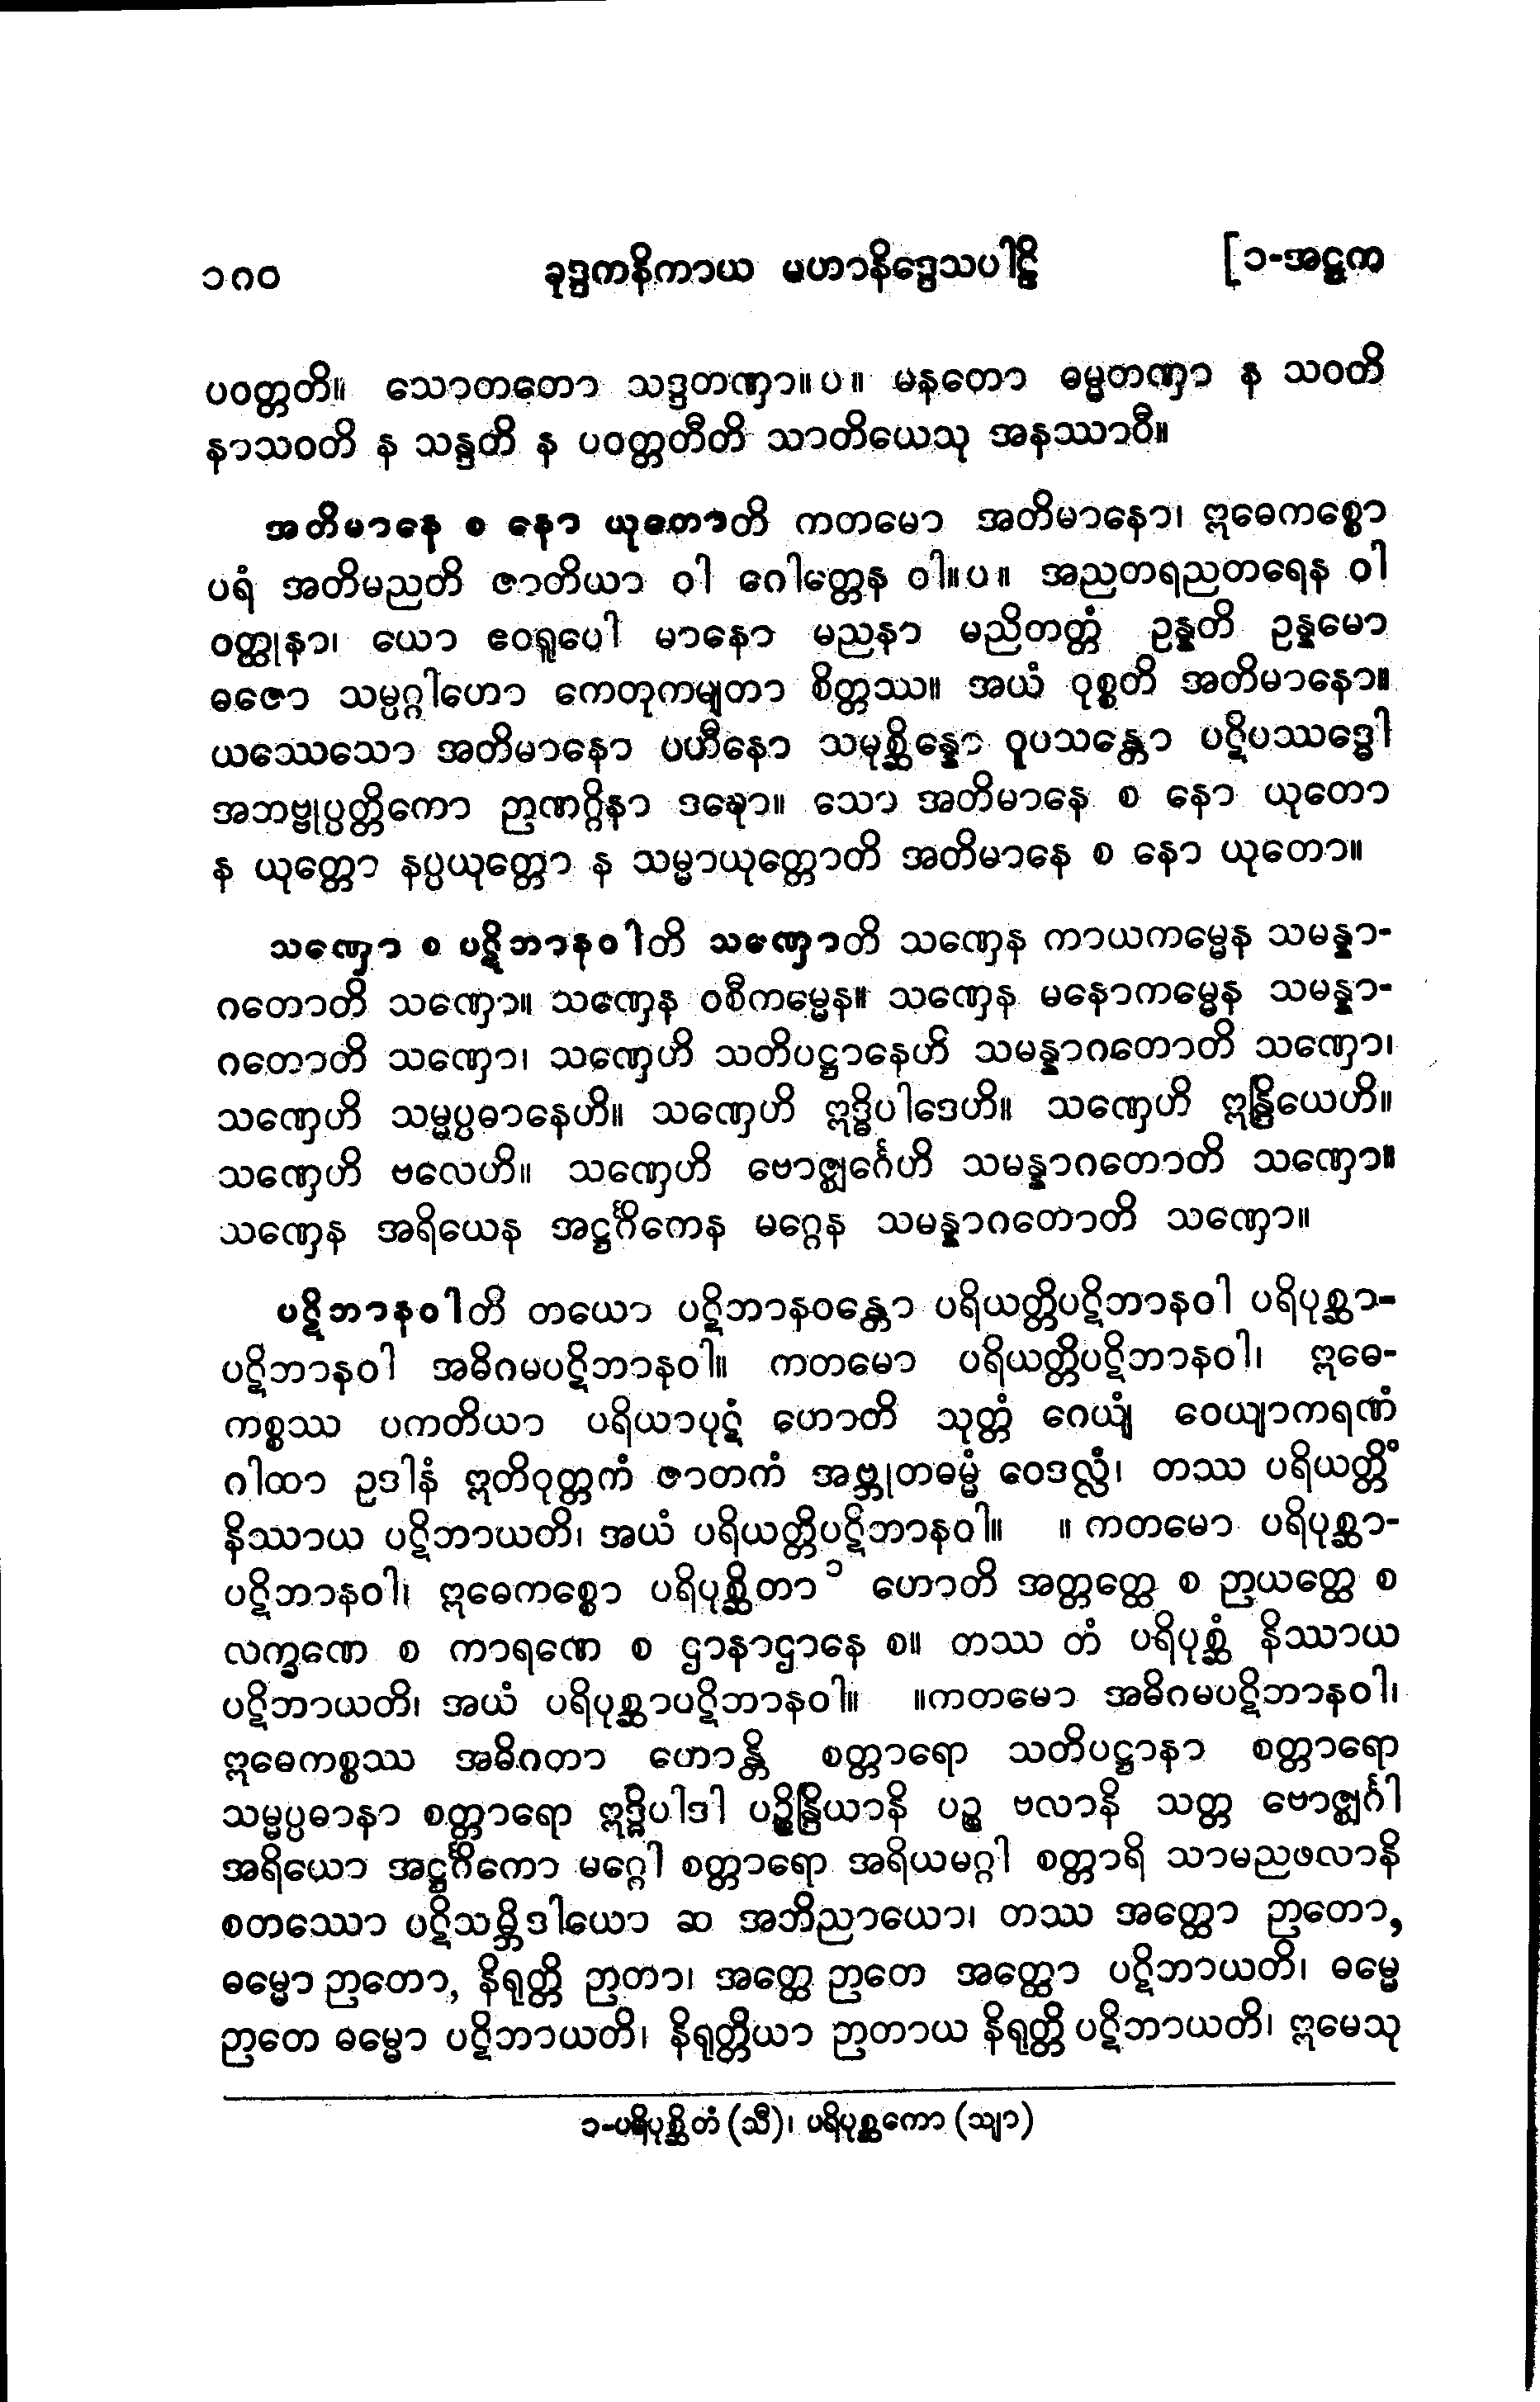 ၁၈၀ ခုဒ္ဒကနိကာယ မဟာနိဒ္ဒေသပါဠိ [၁-အဋ္ဌက
ပဝတ္တတိ။ သောတတော သဒ္ဒတဏှာ။ပ။ မနတော ဓမ္မတဏှာ န သဝတိ
နာသဝတိ န သန္ဒတိ န ပဝတ္တတီတိ သာတိယေသု အနဿာဝီ။
အတိမာနေ စ နော ယုတောတိ ကတမော အတိမာနော၊ ဣဓေကစ္စော
ပရံ အတိမညတိ ဇာတိယာ ဝါ ဂေါတ္တေန ဝါ။ပ။ အညတရညတရေန ဝါ
ဝတ္ထုနာ၊ ယော ဧဝရူပေါ မာနော မညနာ မညိတတ္တံ ဥန္နတိ ဥန္နမော
ဓဇော သမ္ပဂ္ဂါဟော ကေတုကမျတာ စိတ္တဿ။ အယံ ဝုစ္စတိ အတိမာနော။
ယဿေသော အတိမာနော ပဟီနော သမုစ္ဆိန္နော ဝူပသန္တော ပဋိပဿဒ္ဓေါ
အဘဗ္ဗုပ္ပတ္တိကော ဉာဏဂ္ဂိနာ ဒဍ္ဎော။ သော အတိမာနေ စ နော ယုတော
န ယုတ္တော နပ္ပယုတ္တော န သမ္မာယုတ္တောတိ အတိမာနေ စ နော ယုတော။
သဏှော စ ပဋိဘာနဝါတိ သဏှောတိ သဏှေန ကာယကမ္မေန သမန္နာ-
ဂတောတိ သဏှော။ သဏှေန ဝစီကမ္မေန။ သဏှေန မနောကမ္မေန သမန္နာ-
ဂတောတိ သဏှော၊ သဏှေဟိ သတိပဋ္ဌာနေဟိ သမန္နာဂတောတိ သဏှော၊
သဏှေဟိ သမ္မပ္ပဓာနေဟိ။ သဏှေဟိ ဣဒ္ဓိပါဒေဟိ။ သဏှေဟိ ဣန္ဒြိယေဟိ။
သဏှေဟိ ဗလေဟိ။ သဏှေဟိ ဗောဇ္ဈင်္ဂေဟိ သမန္နာဂတောတိ သဏှော။
သဏှေန အရိယေန အဋ္ဌင်္ဂိကေန မဂ္ဂေန သမန္နာဂတောတိ သဏှော။
ပဋိဘာနဝါတိ တယော ပဋိဘာနဝန္တော ပရိယတ္တိပဋိဘာနဝါ ပရိပုစ္ဆာ-
ပဋိဘာနဝါ အဓိဂမပဋိဘာနဝါ။ ကတမော ပရိယတ္တိပဋိဘာနဝါ၊ ဣဓေ-
ကစ္စဿ ပကတိယာ ပရိယာပုဋံ ဟောတိ သုတ္တံ ဂေယျံ ဝေယျာကရဏံ
ဂါထာ ဥဒါနံ ဣတိဝုတ္တကံ ဇာတကံ အဗ္ဘုတဓမ္မံ ဝေဒလ္လံ၊ တဿ ပရိယတ္တိံ
နိဿာယ ပဋိဘာယတိ၊ အယံ ပရိယတ္တိပဋိဘာနဝါ။ ။ ကတမော ပရိပုစ္ဆာ-
ပဋိဘာနဝါ၊ ဣဓေကစ္စော ပရိပုစ္ဆိတာ ၁ ဟောတိ အတ္တတ္ထေ စ ဉာယတ္ထေ စ
လက္ခဏေ စ ကာရဏေ စ ဌာနာဌာနေ စ။ တဿ တံ ပရိပုစ္ဆံ နိဿာယ
ပဋိဘာယတိ၊ အယံ ပရိပုစ္ဆာပဋိဘာနဝါ။ ။ကတမော အဓိဂမပဋိဘာနဝါ၊
ဣဓေကစ္စဿ အဓိဂတာ ဟောန္တိ စတ္တာရော သတိပဋ္ဌာနာ စတ္တာရော
သမ္မပ္ပဓာနာ စတ္တာရော ဣဒ္ဓိပါဒါ ပဉ္စိန္ဒြိယာနိ ပဉ္စ ဗလာနိ သတ္တ ဗောဇ္ဈင်္ဂါ
အရိယော အဋ္ဌင်္ဂိကော မဂ္ဂေါ စတ္တာရော အရိယမဂ္ဂါ စတ္တာရိ သာမညဖလာနိ
စတဿော ပဋိသမ္ဘိဒါယော ဆ အဘိညာယော၊ တဿ အတ္ထော ဉာတော,
ဓမ္မော ဉာတော, နိရုတ္တိ ဉာတာ၊ အတ္ထေ ဉာတေ အတ္ထော ပဋိဘာယတိ၊ ဓမ္မေ
ဉာတေ ဓမ္မော ပဋိဘာယတိ၊ နိရုတ္တိယာ ဉာတာယ နိရုတ္တိ ပဋိဘာယတိ၊ ဣမေသု
၁-ပရိပုစ္ဆိတံ (သီ)၊ ပရိပုစ္ဆကော (သျာ)